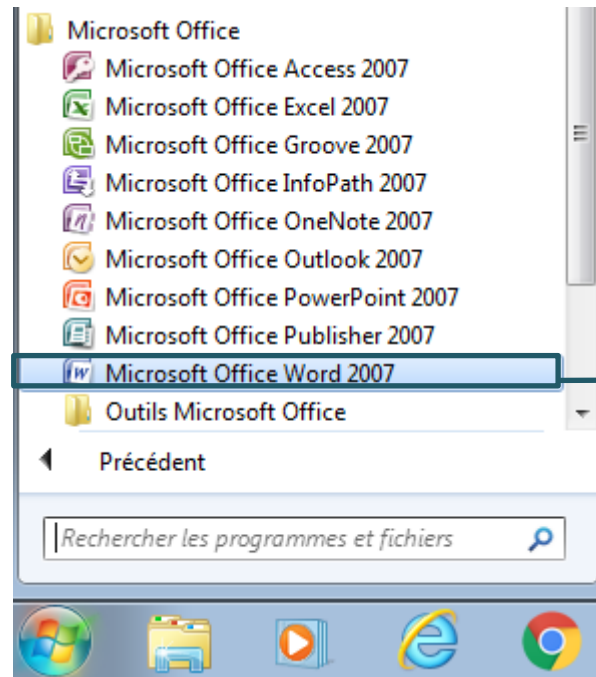 Microsoft Office
Microsoft Office Access 2007
Microsoft Office Excel 2007
Microsoft Office Groove 2007
Microsoft Office InfoPath 2007
Microsoft Office OneNote 2007
Microsoft Office Outlook 2007
Microsoft Office PowerPoint 2007
Microsoft Office Publisher 2007
Microsoft Office Word 2007
Outils Microsoft Office
Précédent
Rechercher les programmes et fichiers